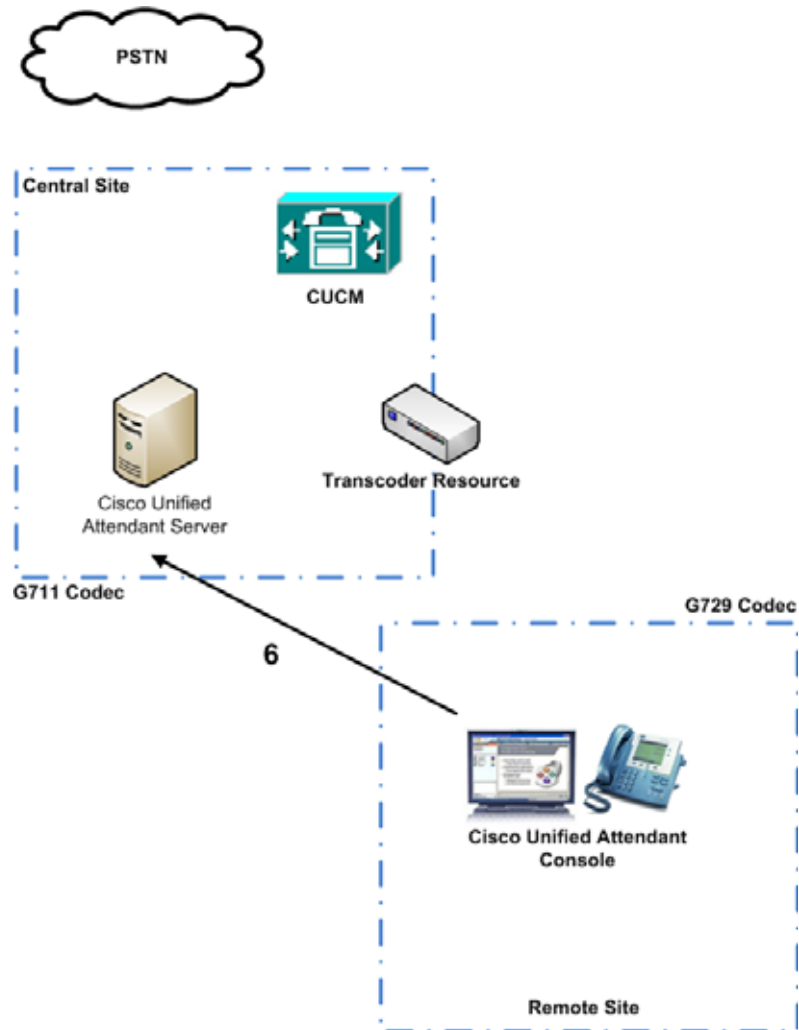 PSTN
Central Site
CUCM
Cisco Unified
Attendant Server
Transcoder Resource
G711 Codec
G729 Codec
6
Cisco Unified Attendant
Console
Remote Site